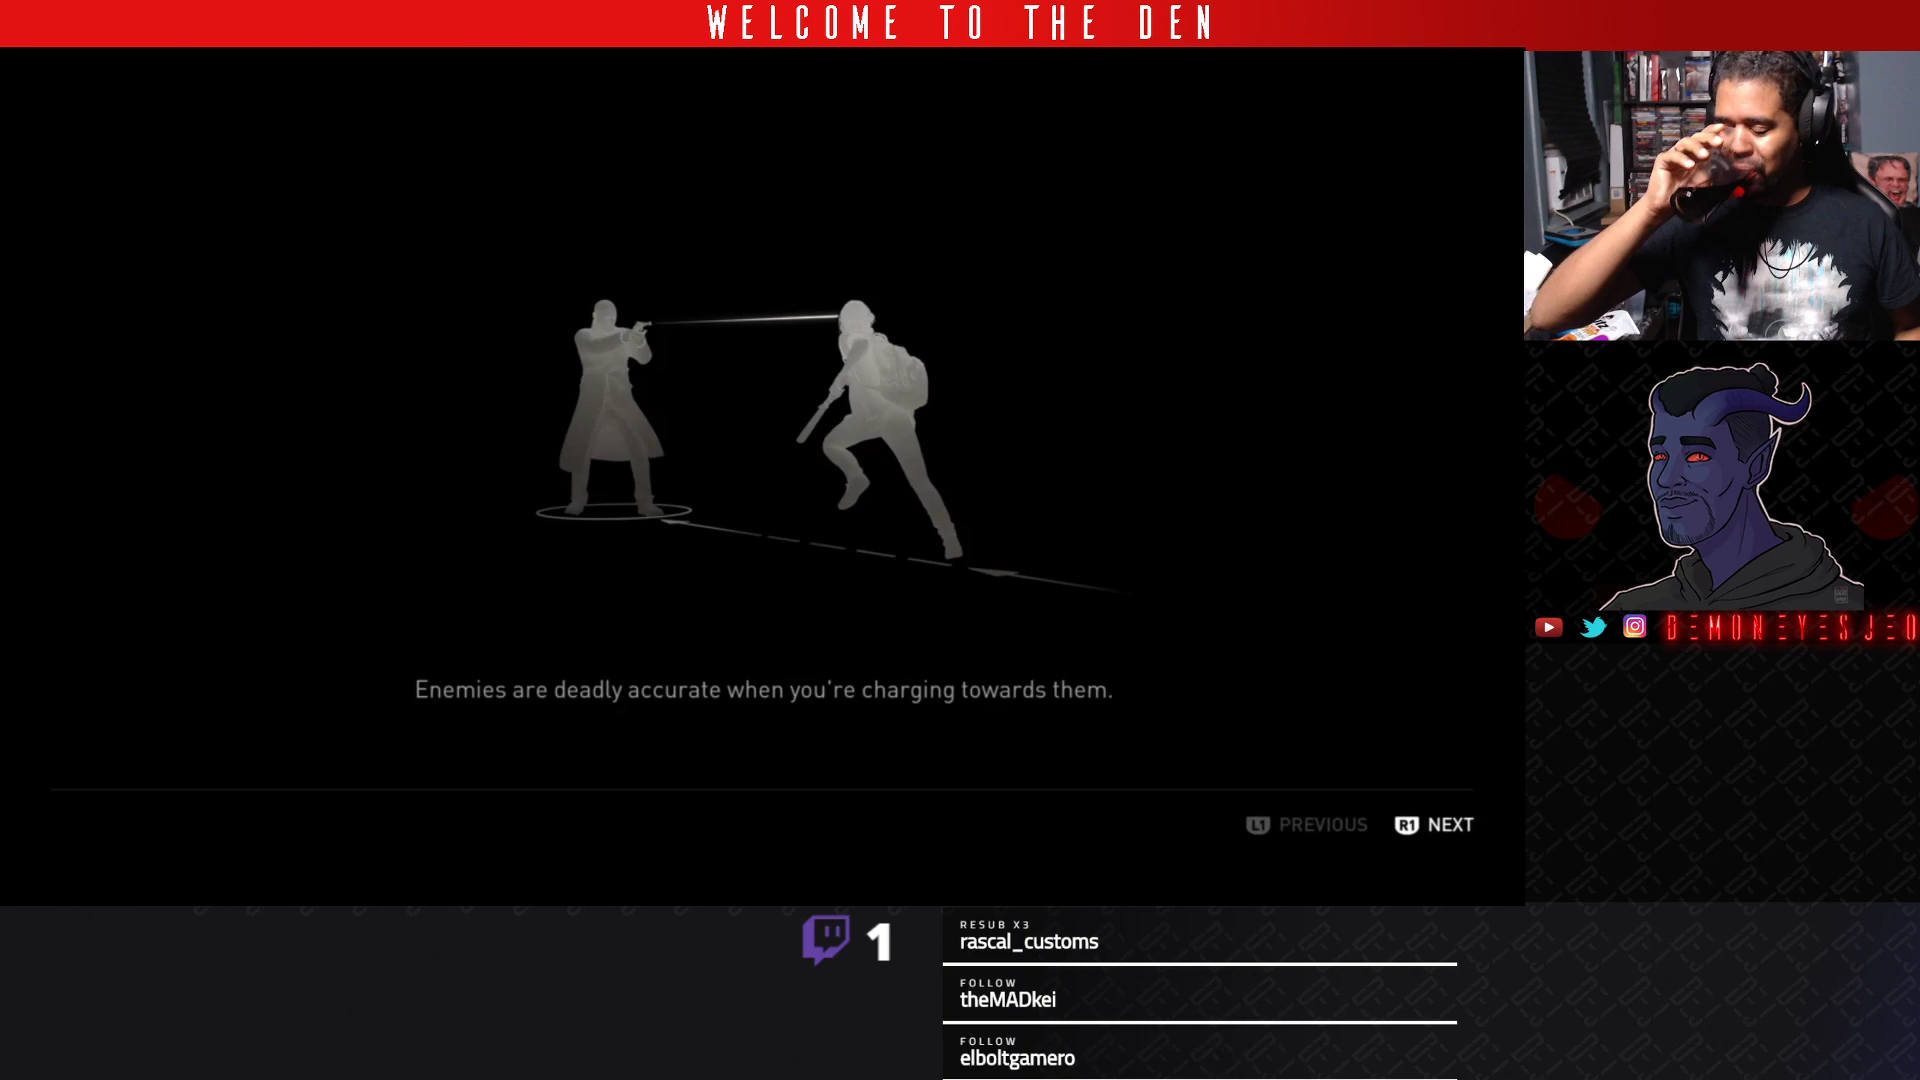 WELCOME TO THE DEN
Enemies are deadly accurate when you're charging towards them.
L1 PREVIOUS R1 NEXT
DEMONEYESJEO
1
RESUB X3
rascal_customs
FOLLOW
theMADkei
FOLLOW
elboltgamero